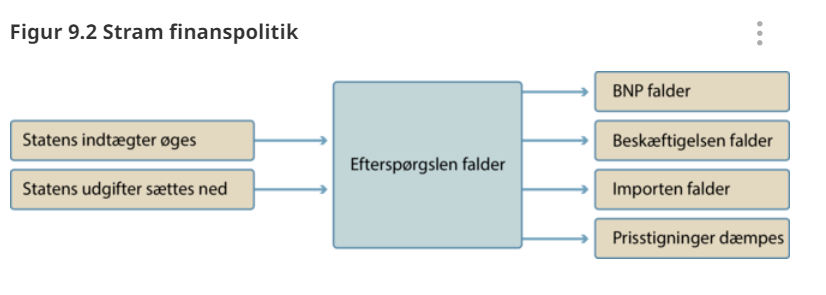 Figur 9.2 Stram finanspolitik
Statens indtægter øges
Statens udgifter sættes ned
Efterspørgslen falder
BNP falder
Beskæftigelsen falder
Importen falder
Prisstigninger dæmpes